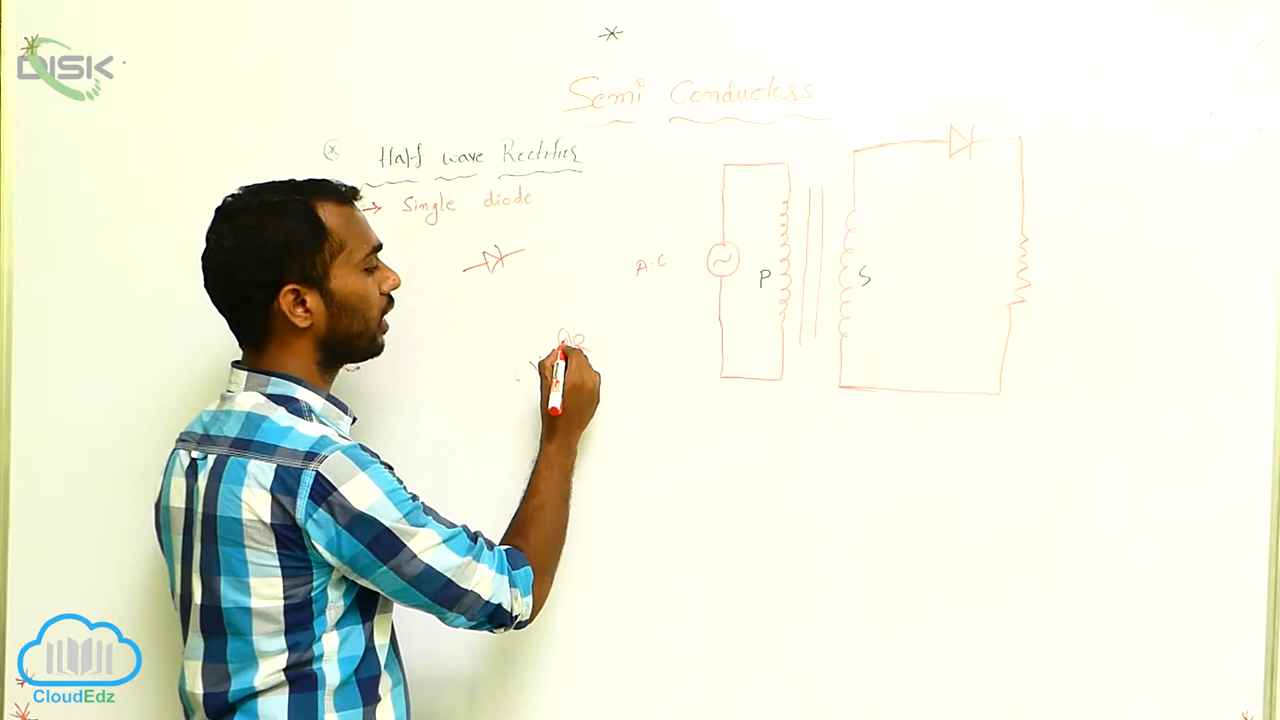 DISK
Semi Conductors
Half wave Rectifier
→ Single diode
A.C
P
S
CloudEdz